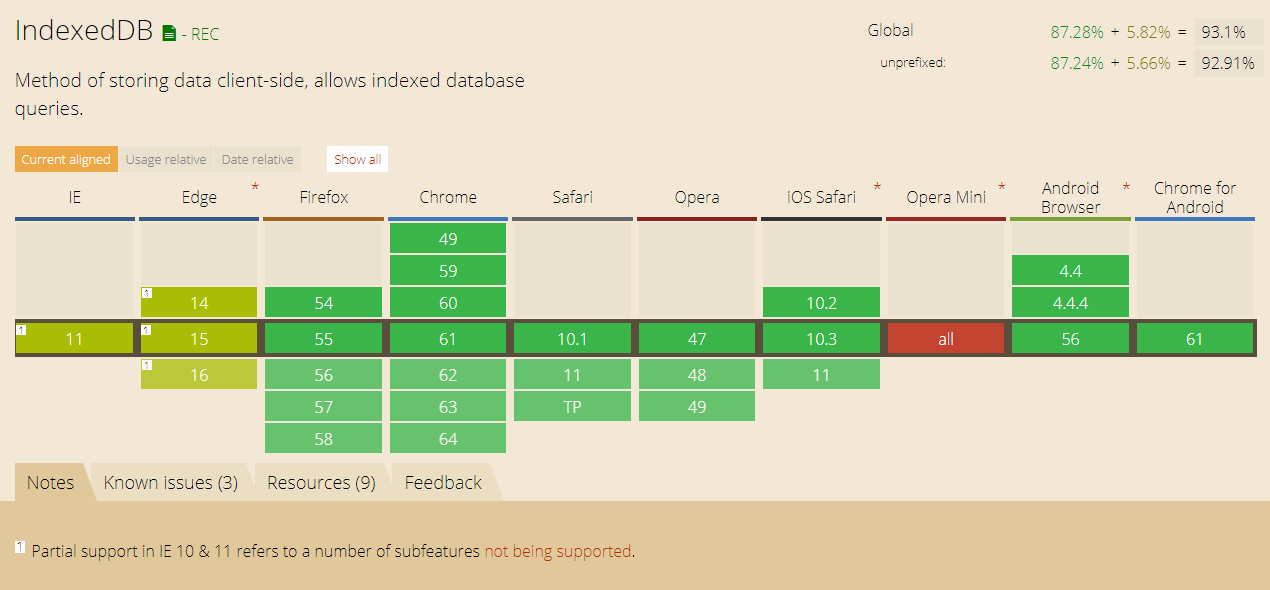 IndexedDB - REC
Global 87.28% + 5.82% = 93.1%
unprefixed: 87.24% + 5.66% = 92.91%
Method of storing data client-side, allows indexed database
queries.
Current aligned Usage relative Date relative Show all
IE Edge * Firefox Chrome Safari Opera iOS Safari * Opera Mini * Android Browser * Chrome for Android
49
59 4.4
1 14 54 60 10.2 4.4.4
1 11 1 15 55 61 10.1 47 10.3 all 56 61
1 16 56 62 11 48 11
57 63 TP 49
58 64
Notes Known issues (3) Resources (9) Feedback
1 Partial support in IE 10 & 11 refers to a number of subfeatures not being supported.